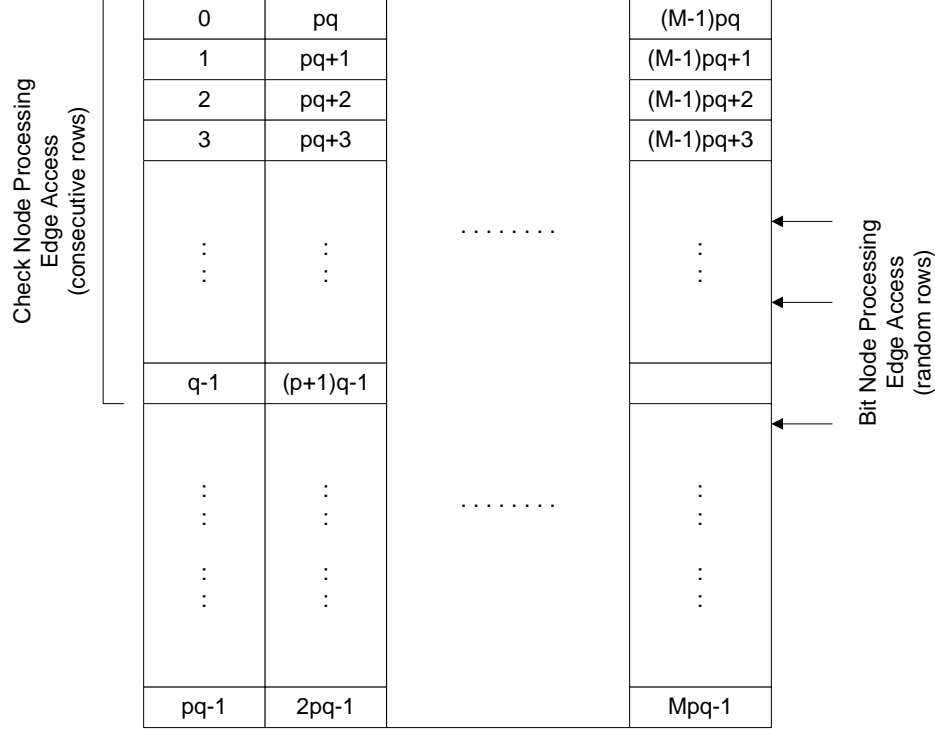 Check Node Processing
Edge Access
(consecutive rows)
0 pq (M-1)pq
1 pq+1 (M-1)pq+1
2 pq+2 (M-1)pq+2
3 pq+3 (M-1)pq+3
: : . . . . . . . . :
: : :
q-1 (p+1)q-1
: : . . . . . . . . :
: : :
: : :
: : :
pq-1 2pq-1 Mpq-1
Bit Node Processing
Edge Access
(random rows)